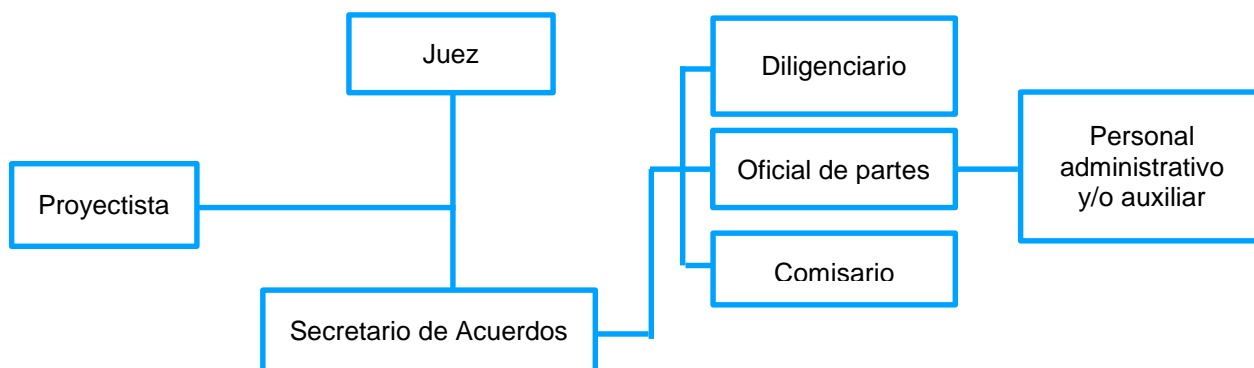 Juez
Diligenciario
Proyectista
Oficial de partes
Personal
administrativo
y/o auxiliar
Comisario
Secretario de Acuerdos